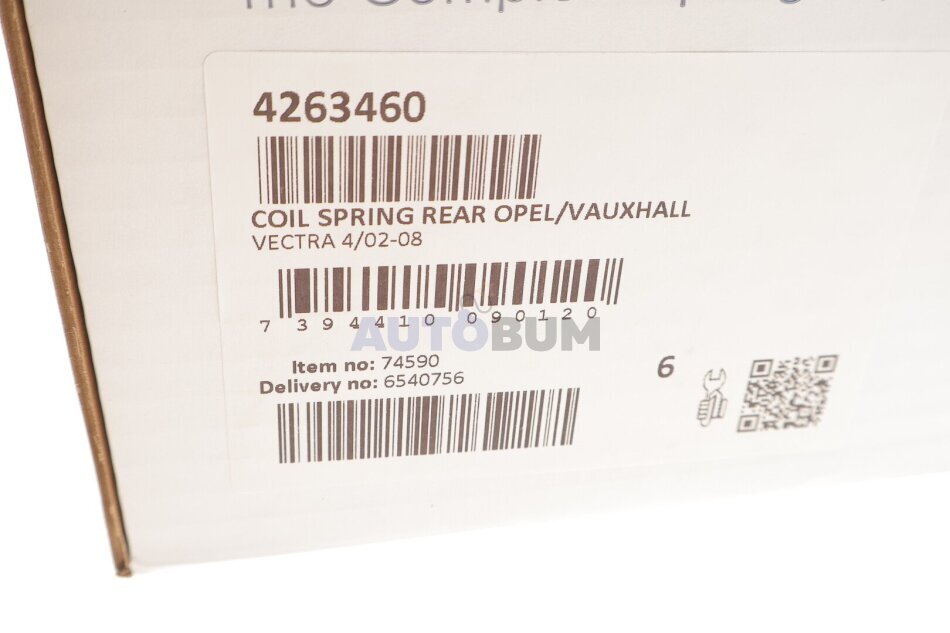 The
4263460
COIL SPRING REAR OPEL/VAUXHALL
VECTRA 4/02-08
7 394410 090120
AUTOBUM
Item no: 74590
Delivery no: 6540756
6